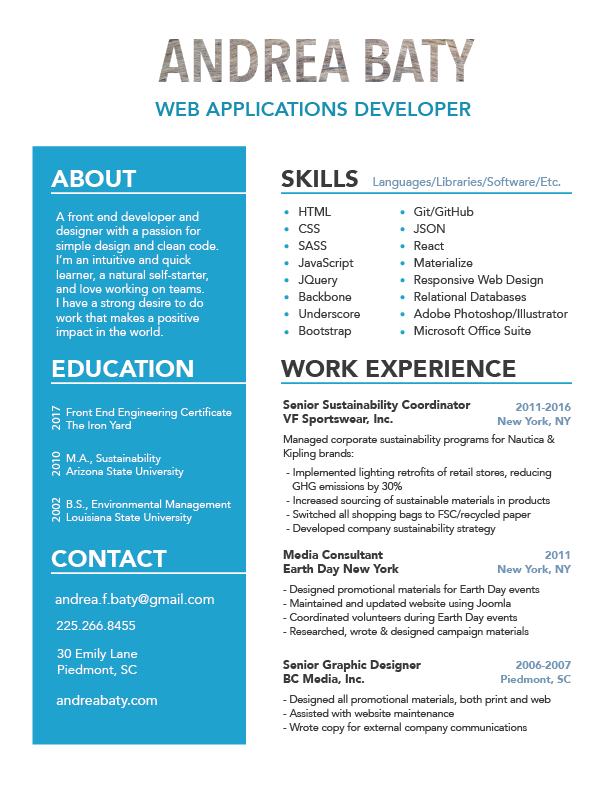 ANDREA BATY
WEB APPLICATIONS DEVELOPER
ABOUT
A front end developer and
designer with a passion for
simple design and clean code.
I'm an intuitive and quick
learner, a natural self-starter,
and love working on teams.
I have a strong desire to do
work that makes a positive
impact in the world.
EDUCATION
2017 Front End Engineering Certificate
The Iron Yard
2010 M.A., Sustainability
Arizona State University
2002 B.S., Environmental Management
Louisiana State University
CONTACT
andrea.f.baty@gmail.com
225.266.8455
30 Emily Lane
Piedmont, SC
andreabaty.com
SKILLS Languages/Libraries/Software/Etc.
• HTML
• CSS
• SASS
• JavaScript
• JQuery
• Backbone
• Underscore
• Bootstrap
• Git/GitHub
• JSON
• React
• Materialize
• Responsive Web Design
• Relational Databases
• Adobe Photoshop/Illustrator
• Microsoft Office Suite
WORK EXPERIENCE
Senior Sustainability Coordinator 2011-2016
VF Sportswear, Inc. New York, NY
Managed corporate sustainability programs for Nautica &
Kipling brands:
- Implemented lighting retrofits of retail stores, reducing
GHG emissions by 30%
- Increased sourcing of sustainable materials in products
- Switched all shopping bags to FSC/recycled paper
- Developed company sustainability strategy
Media Consultant 2011
Earth Day New York New York, NY
- Designed promotional materials for Earth Day events
- Maintained and updated website using Joomla
- Coordinated volunteers during Earth Day events
- Researched, wrote & designed campaign materials
Senior Graphic Designer 2006-2007
BC Media, Inc. Piedmont, SC
- Designed all promotional materials, both print and web
- Assisted with website maintenance
- Wrote copy for external company communications